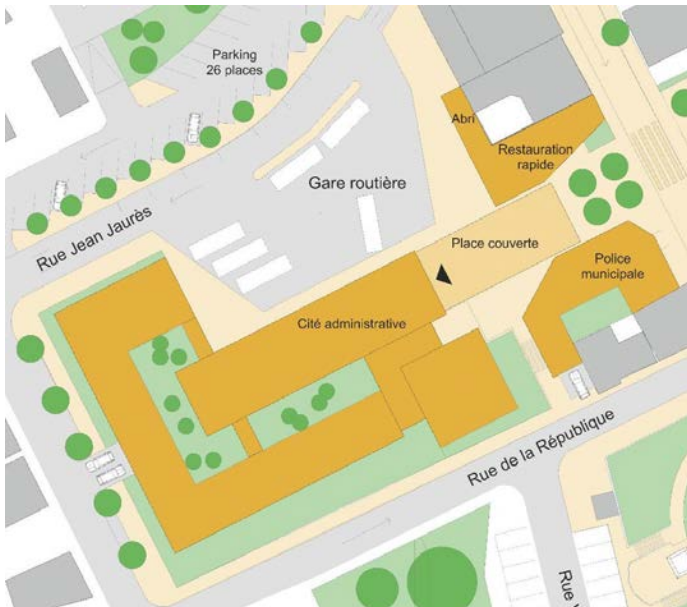 Parking
26 places
Abri
Restauration
rapide
Gare routière
Rue Jean Jaurès
Place couverte
Police
municipale
Cité administrative
Rue de la République
Rue